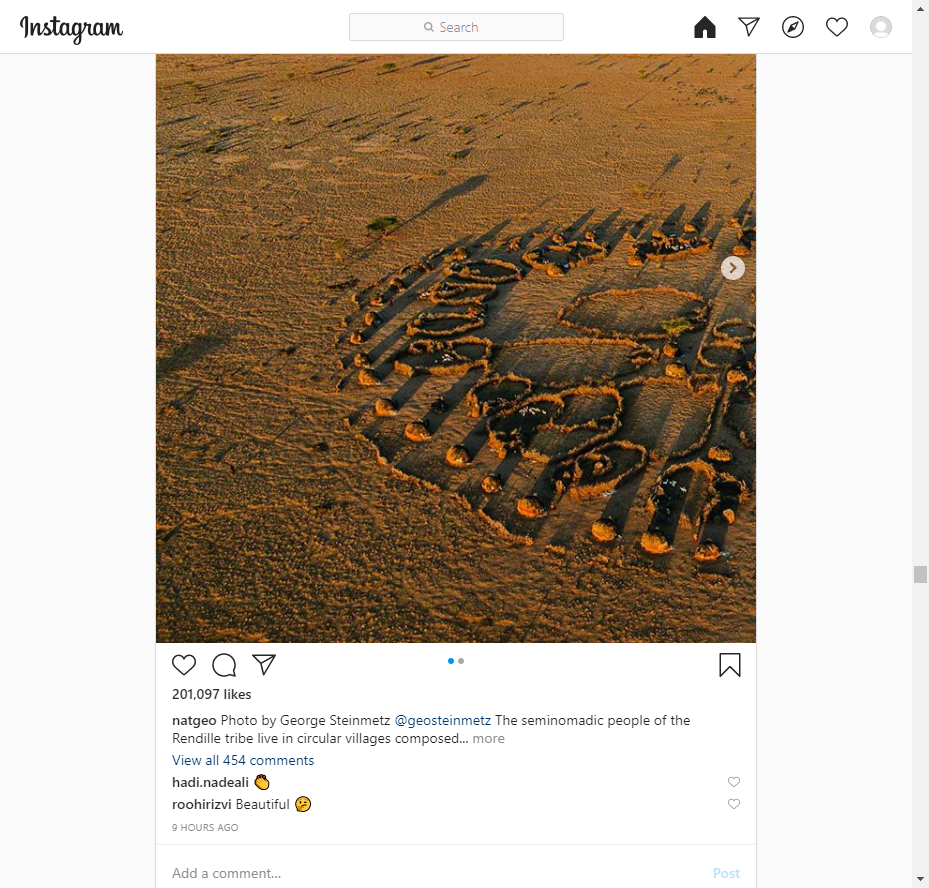 Instagram
Search
201,097 likes
natgeo Photo by George Steinmetz @geosteinmetz The seminomadic people of the
Rendille tribe live in circular villages composed... more
View all 454 comments
hadi.nadeali 👏
roohirizvi Beautiful 🤔
9 HOURS AGO
Add a comment...
Post